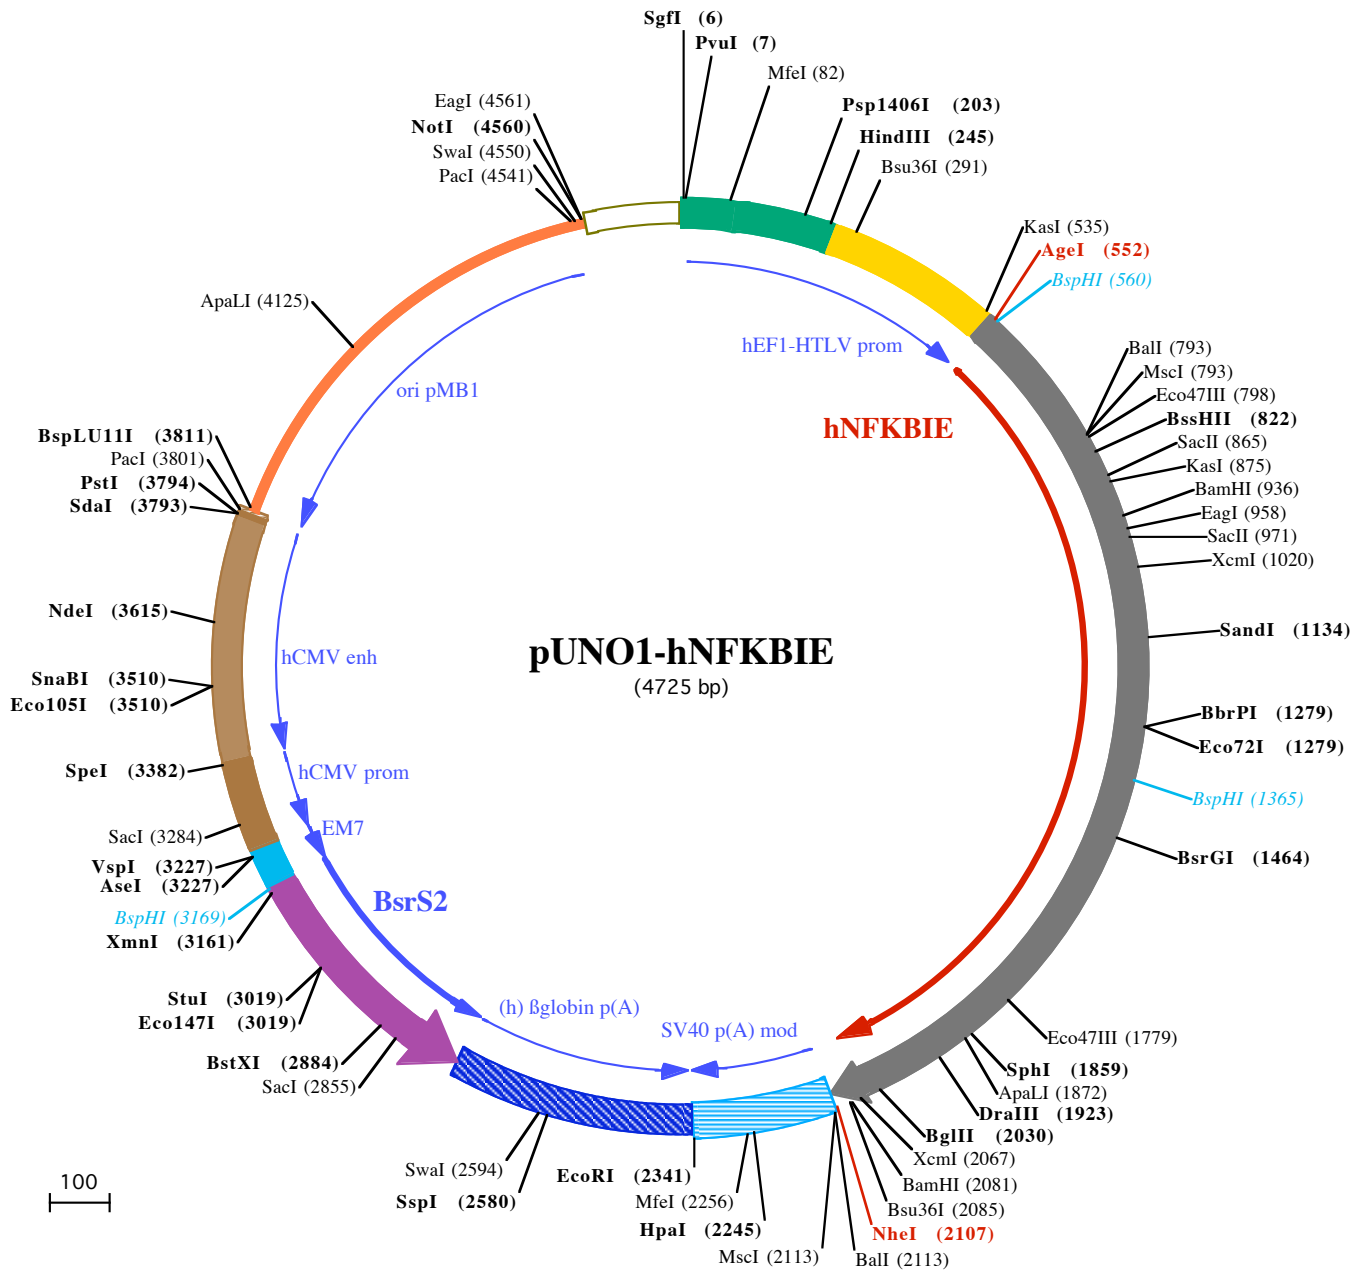 SgfI (6)
PvuI (7)
MfeI (82)
Psp1406I (203)
HindIII (245)
Bsu36I (291)
KasI (535)
AgeI (552)
BspHI (560)
BalI (793)
MscI (793)
Eco47III (798)
BssHII (822)
SacII (865)
KasI (875)
BamHI (936)
EagI (958)
SacII (971)
XcmI (1020)
SandI (1134)
BbrPI (1279)
Eco72I (1279)
BspHI (1365)
BsrGI (1464)
Eco47III (1779)
SphI (1859)
ApaLI (1872)
DraIII (1923)
BglII (2030)
XcmI (2067)
BamHI (2081)
Bsu36I (2085)
NheI (2107)
BalI (2113)
MscI (2113)
HpaI (2245)
MfeI (2256)
EcoRI (2341)
SspI (2580)
SwaI (2594)
SacI (2855)
BstXI (2884)
Eco147I (3019)
StuI (3019)
XmnI (3161)
BspHI (3169)
AseI (3227)
VspI (3227)
SacI (3284)
SpeI (3382)
Eco105I (3510)
SnaBI (3510)
NdeI (3615)
SdaI (3793)
PstI (3794)
PacI (3801)
BspLU11I (3811)
ApaLI (4125)
PacI (4541)
SwaI (4550)
NotI (4560)
EagI (4561)
hEF1-HTLV prom
hNFKBIE
SV40 p(A) mod
(h) ßglobin p(A)
BsrS2
EM7
hCMV prom
hCMV enh
ori pMB1
pUNO1-hNFKBIE
(4725 bp)
100